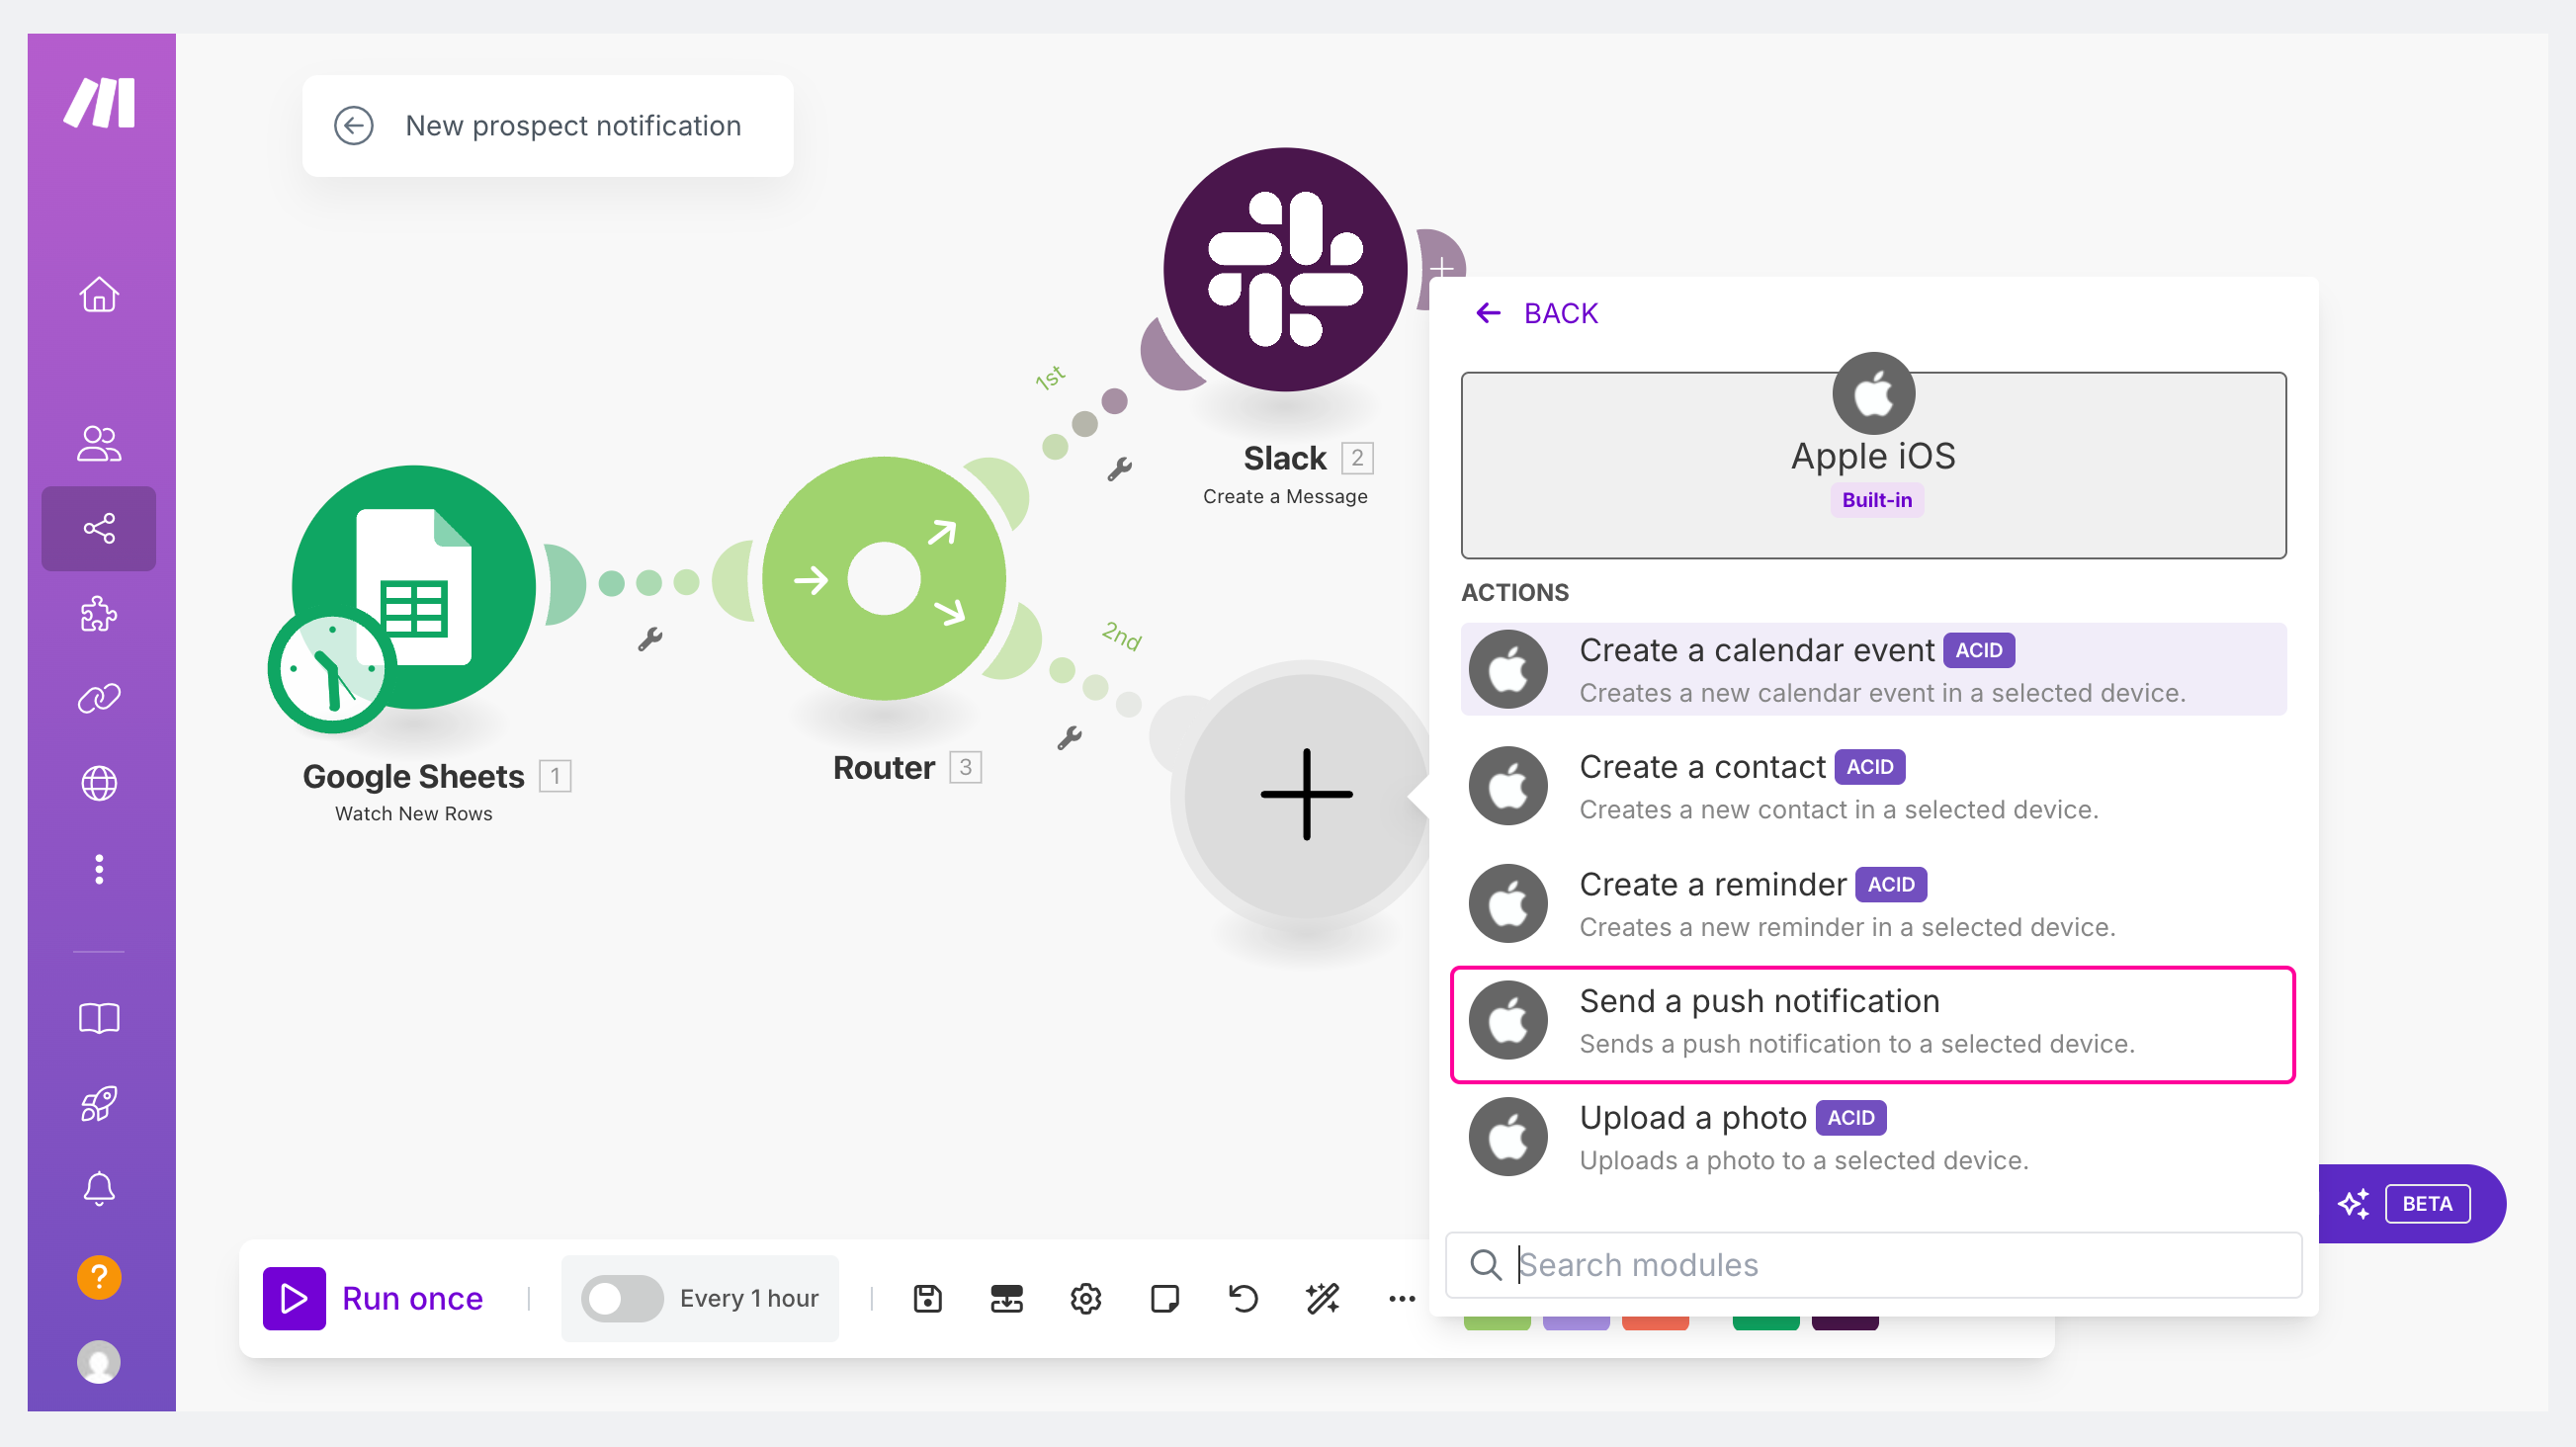 New prospect notification
1st
Slack 2
Create a Message
2nd
Google Sheets 1
Watch New Rows
Router 3
BACK
Apple iOS
Built-in
ACTIONS
Create a calendar event ACID
Creates a new calendar event in a selected device.
Create a contact ACID
Creates a new contact in a selected device.
Create a reminder ACID
Creates a new reminder in a selected device.
Send a push notification
Sends a push notification to a selected device.
Upload a photo ACID
Uploads a photo to a selected device.
Search modules
BETA
?
Run once
Every 1 hour